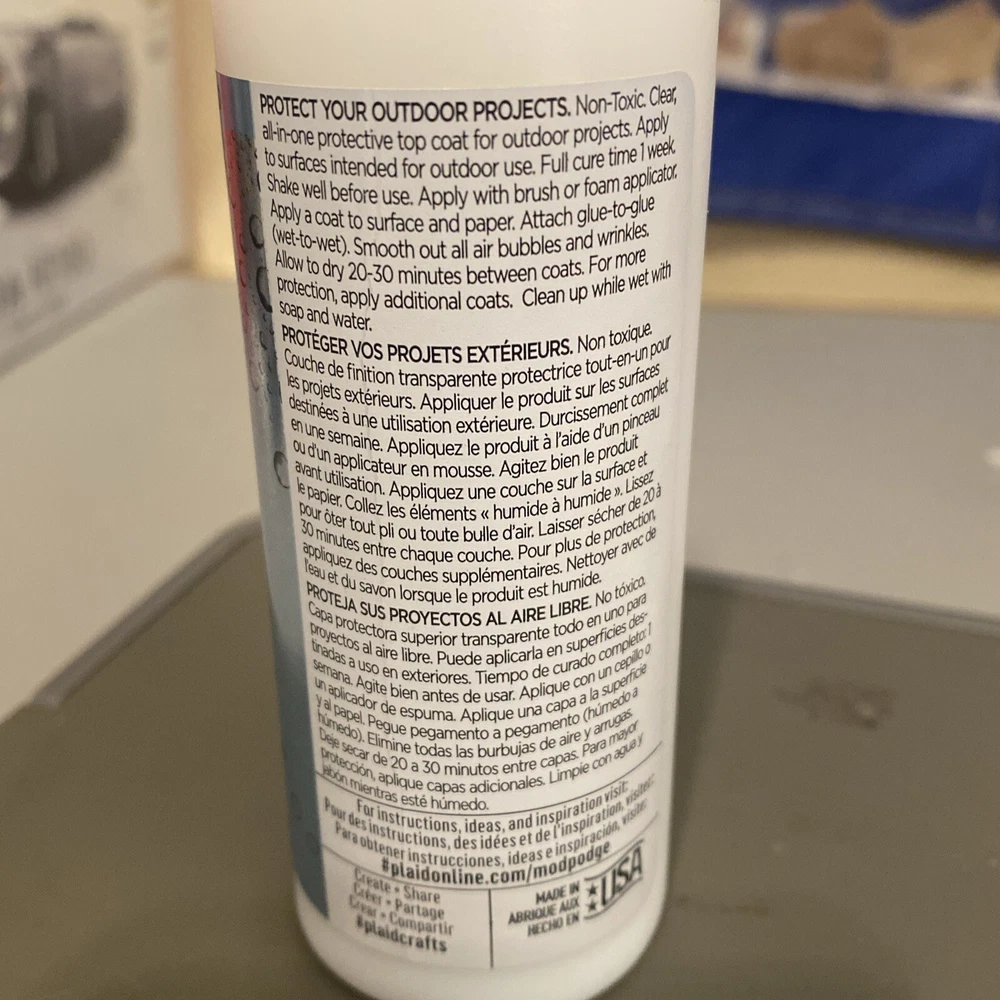 PROTECT YOUR OUTDOOR PROJECTS. Non-Toxic. Clear,
all-in-one protective top coat for outdoor projects. Apply
to surfaces intended for outdoor use. Full cure time 1 week.
Shake well before use. Apply with brush or foam applicator.
Apply a coat to surface and paper. Attach glue-to-glue
(wet-to-wet). Smooth out all air bubbles and wrinkles.
Allow to dry 20-30 minutes between coats. For more
protection, apply additional coats. Clean up while wet with
soap and water.
PROTÉGER VOS PROJETS EXTÉRIEURS. Non toxique.
Couche de finition transparente protectrice tout-en-un pour
les projets extérieurs. Appliquer le produit sur les surfaces
destinées à une utilisation extérieure. Durcissement complet
en une semaine. Appliquez le produit à l'aide d'un pinceau
ou d'un applicateur en mousse. Agitez bien le produit
avant utilisation. Appliquez une couche sur la surface et
le papier. Collez les éléments « humide à humide ». Lissez
pour ôter tout pli ou toute bulle d'air. Laisser sécher de 20 à
30 minutes entre chaque couche. Pour plus de protection,
appliquez des couches supplémentaires. Nettoyer avec de
l'eau et du savon lorsque le produit est humide.
PROTEJA SUS PROYECTOS AL AIRE LIBRE. No tóxico.
Capa protectora superior transparente todo en uno para
proyectos al aire libre. Puede aplicarla en superficies des-
tinadas a uso en exteriores. Tiempo de curado completo: 1
semana. Agite bien antes de usar. Aplique con un cepillo o
un aplicador de espuma. Aplique una capa a la superficie
y al papel. Pegue pegamento a pegamento (húmedo a
húmedo). Elimine todas las burbujas de aire y arrugas.
Deje secar de 20 a 30 minutos entre capas. Para mayor
protección, aplique capas adicionales. Limpie con agua y
jabón mientras esté húmedo.
For instructions, ideas, and inspiration visit:
Pour des instructions, des idées et de l'inspiration, visitez:
Para obtener instrucciones, ideas e inspiración, visite:
#plaidonline.com/modpodge
Create • Share
Créer • Partage
Crear • Compartir
#plaidcrafts
MADE IN
ABRIQUE AUX
HECHO EN
USA